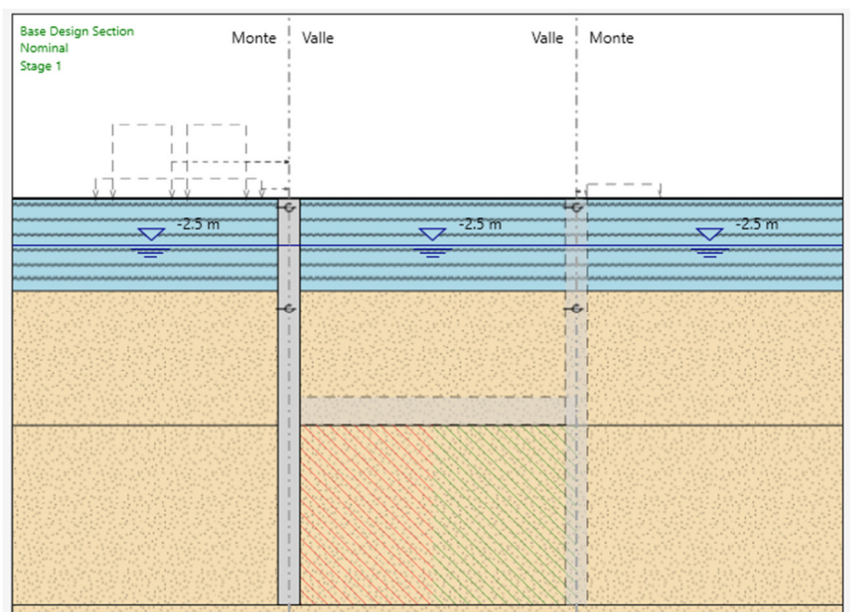 Base Design Section
Nominal
Stage 1
Monte
Valle
Valle
Monte
-2.5 m
-2.5 m
-2.5 m